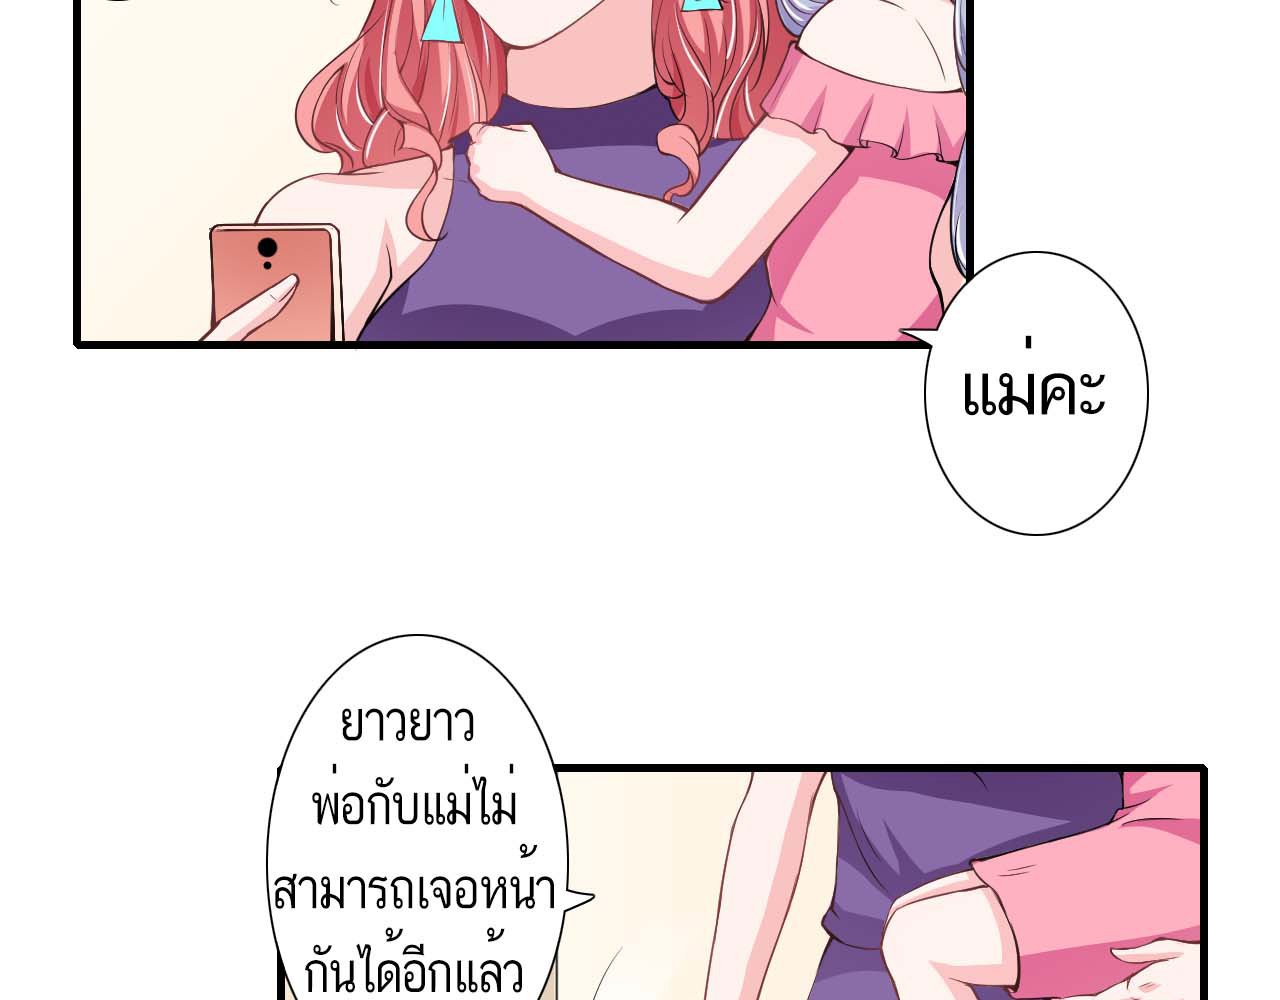 แม่คะ
ยาวยาว
พ่อกับแม่ไม่
สามารถเจอหน้า
กันได้อีกแล้ว